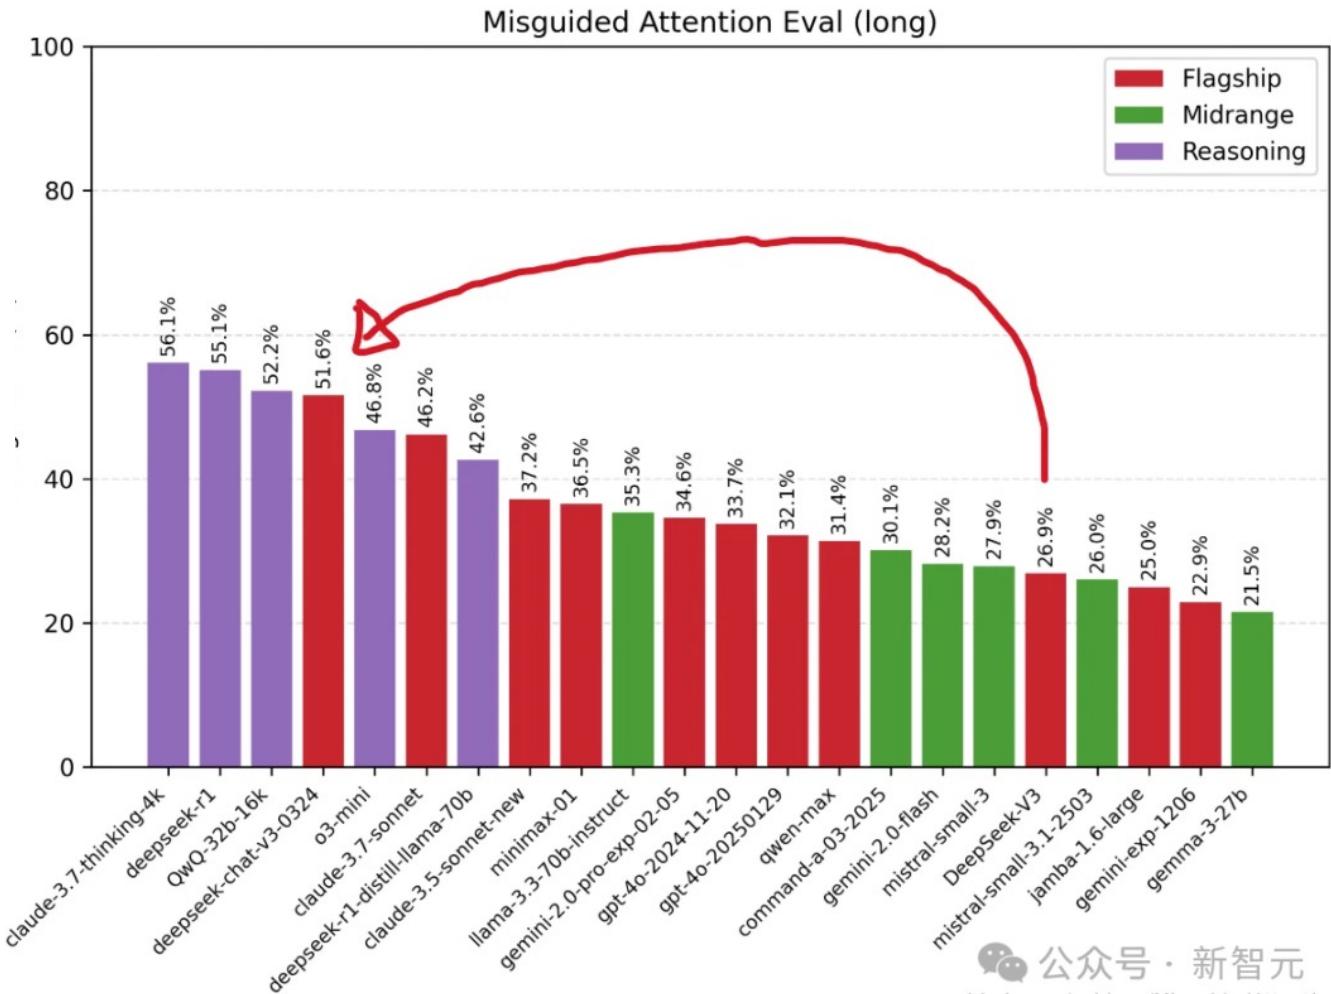 Misguided Attention Eval (long)
100
80
60
40
20
0
Flagship
Midrange
Reasoning
56.1%
55.1%
52.2%
51.6%
46.8%
46.2%
42.6%
37.2%
36.5%
35.3%
34.6%
33.7%
32.1%
31.4%
30.1%
28.2%
27.9%
26.9%
26.0%
25.0%
22.9%
21.5%
claude-3.7-thinking-4k
deepseek-r1
QwQ-32b-16k
deepseek-chat-v3-0324
o3-mini
claude-3.7-sonnet
deepseek-r1-distill-llama-70b
claude-3.5-sonnet-new
minimax-01
llama-3.3-70b-instruct
gemini-2.0-pro-exp-02-05
gpt-4o-2024-11-20
gpt-4o-20250129
qwen-max
command-a-03-2025
gemini-2.0-flash
mistral-small-3
DeepSeek-V3
mistral-small-3.1-2503
jamba-1.6-large
gemini-exp-1206
gemma-3-27b
公众号 · 新智元